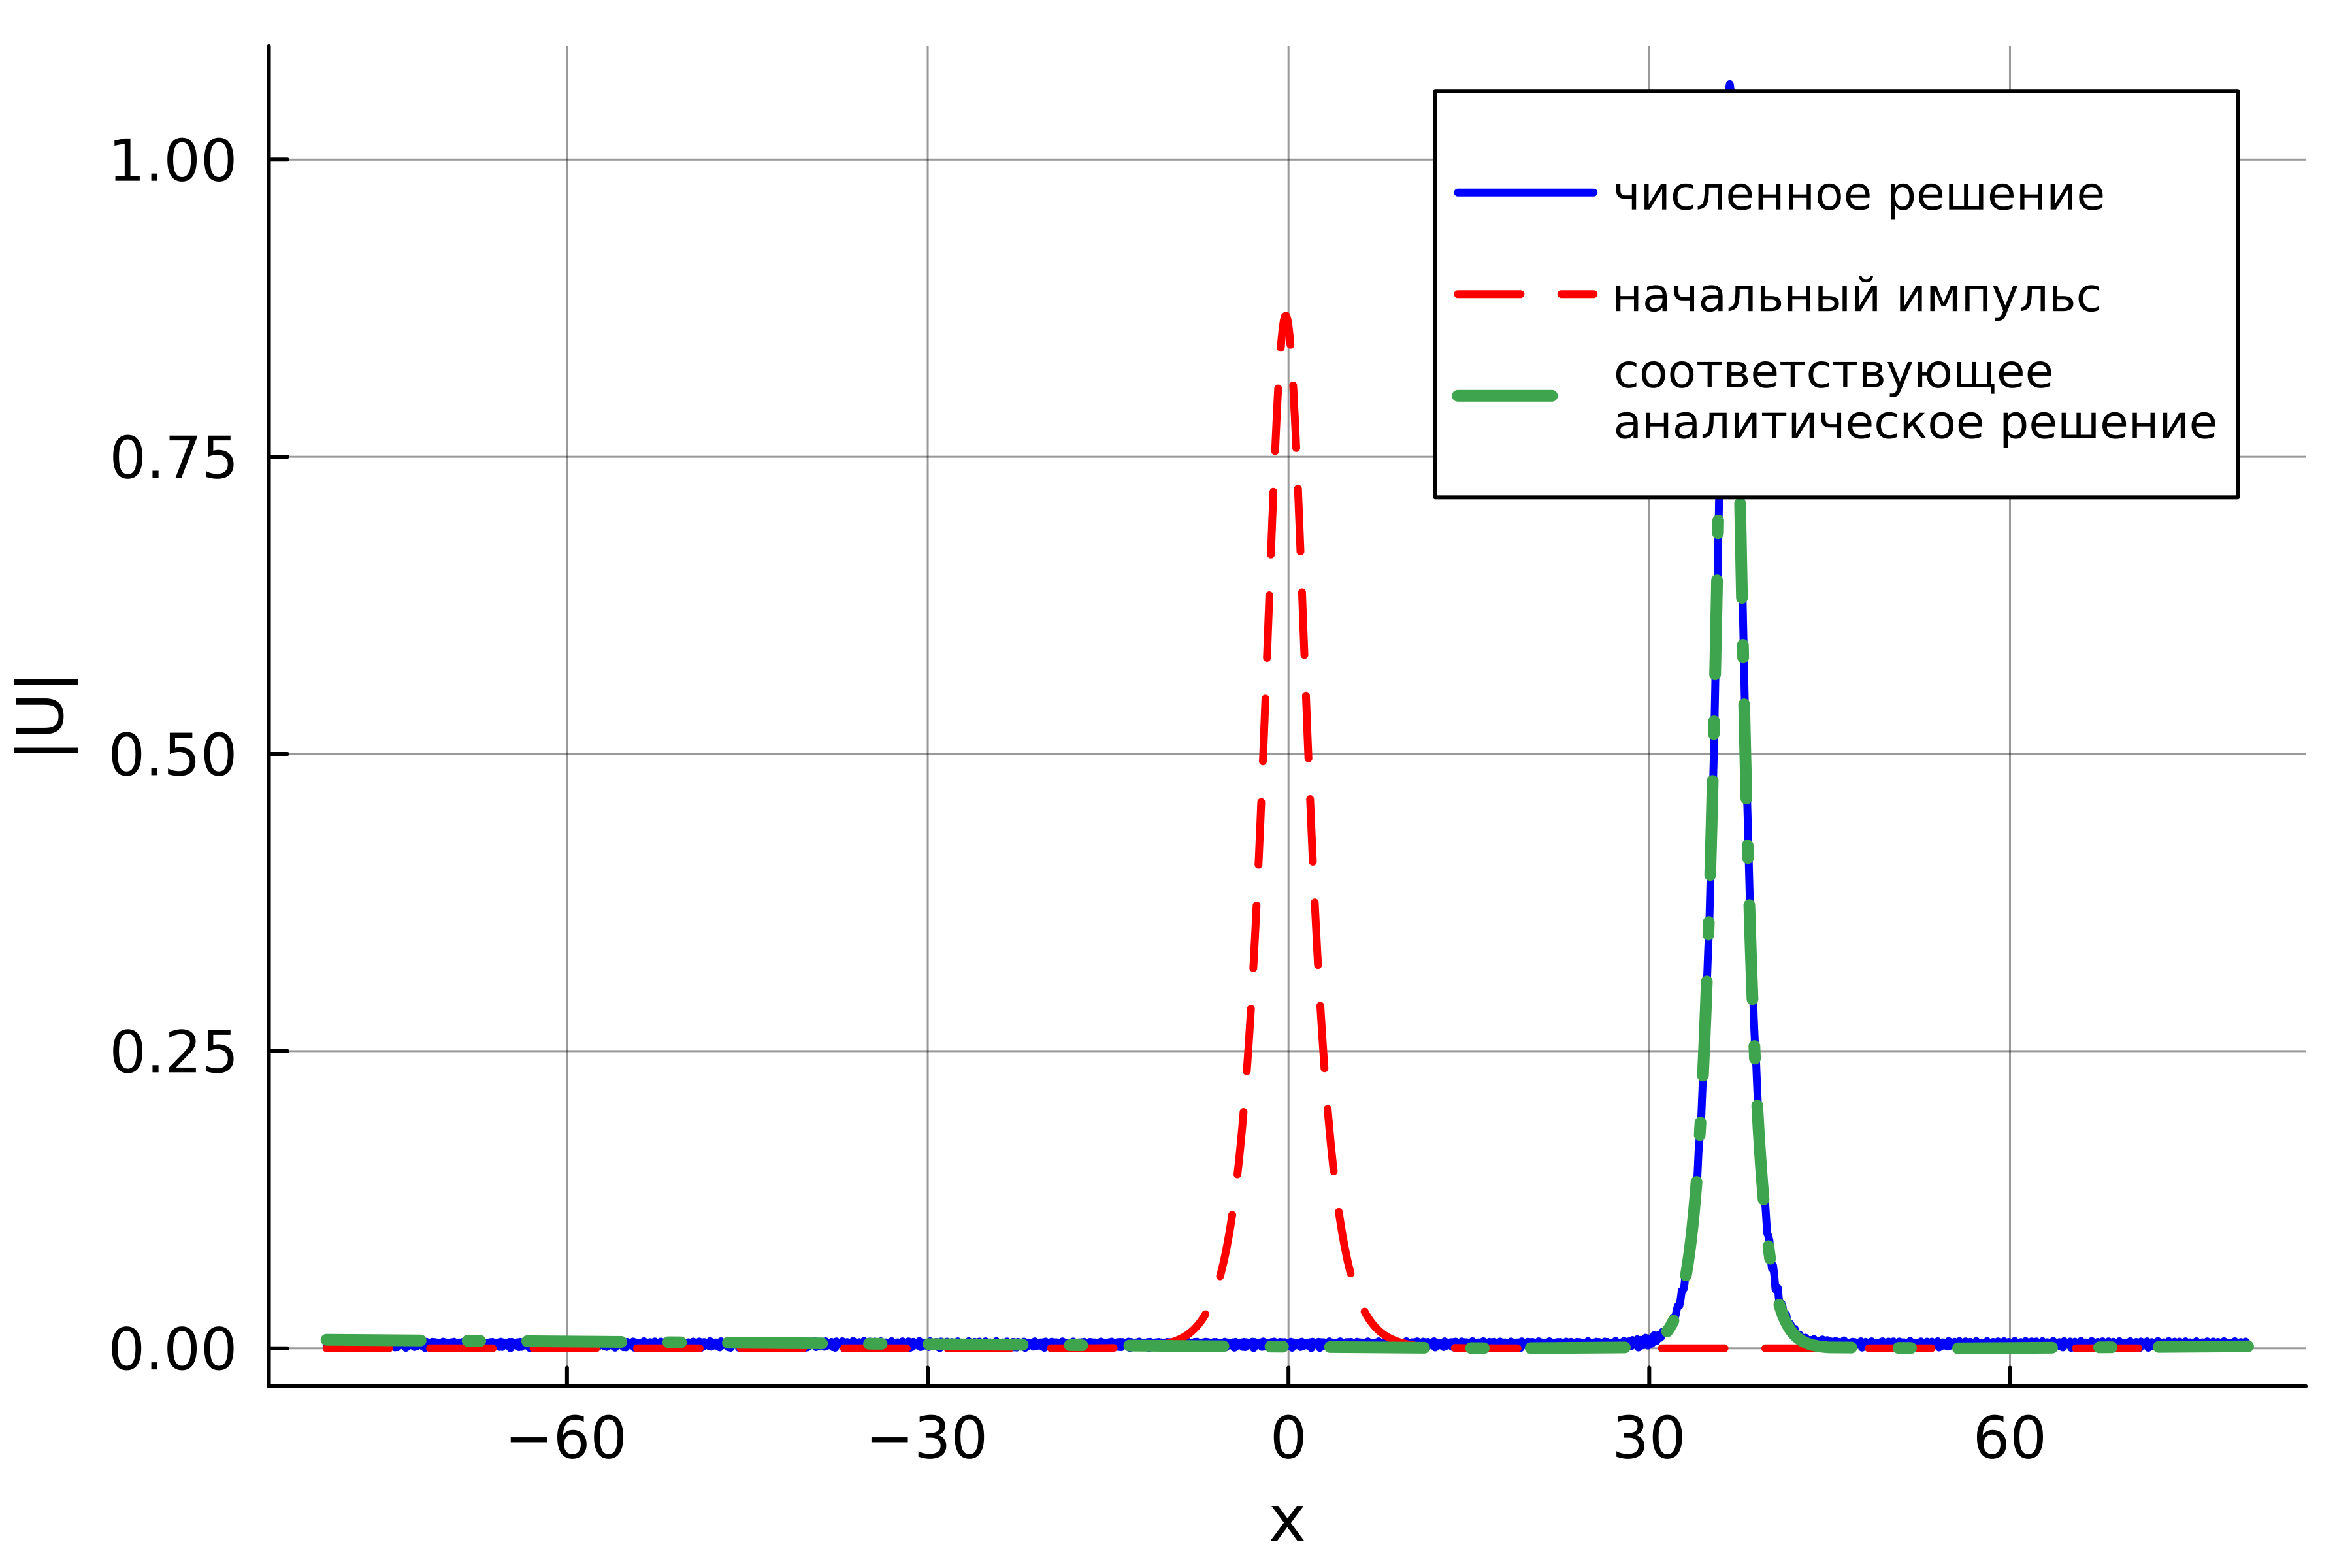 1.00
0.75
0.50
0.25
0.00
|U|
численное решение
начальный импульс
соответствующее
аналитическое решение
−60
−30
0
30
60
x